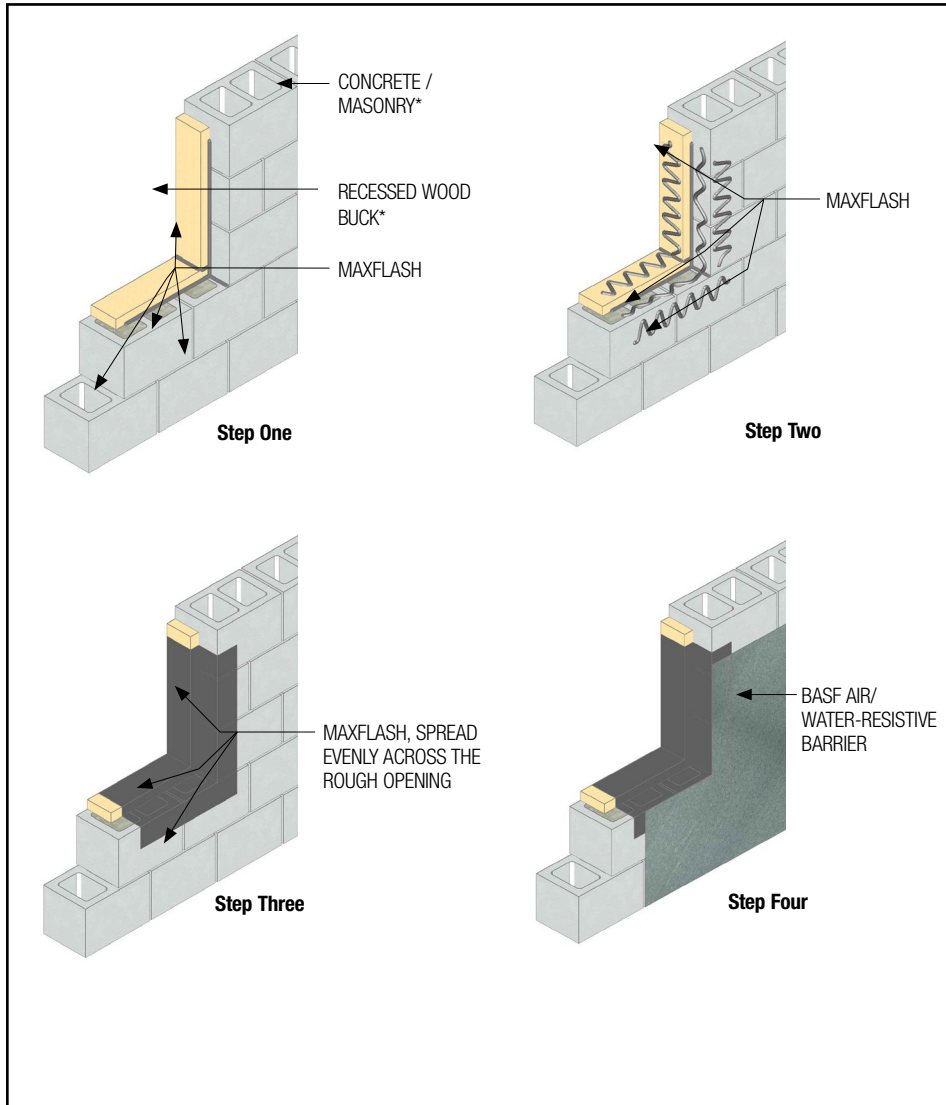 CONCRETE /
MASONRY*
RECESSED WOOD
BUCK*
MAXFLASH
Step One
MAXFLASH
Step Two
MAXFLASH, SPREAD
EVENLY ACROSS THE
ROUGH OPENING
Step Three
BASF AIR/
WATER-RESISTIVE
BARRIER
Step Four